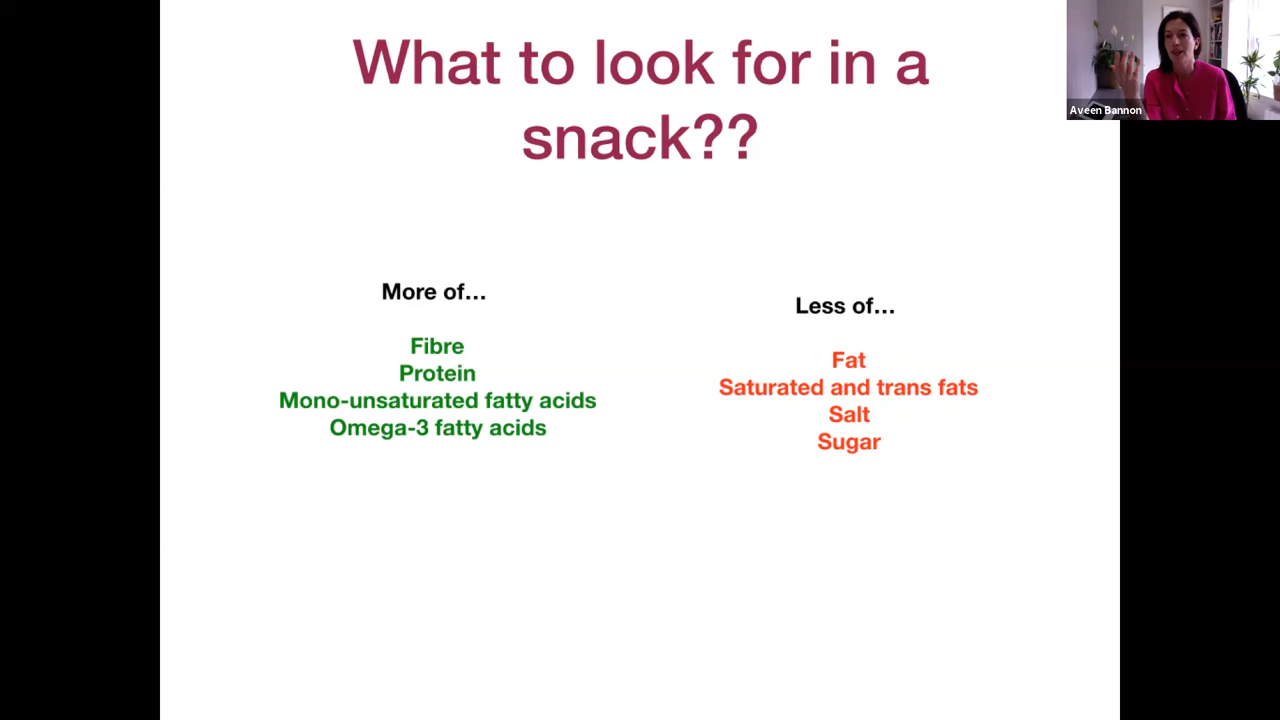 What to look for in a
snack??
Aveen Bannon
More of…
Fibre
Protein
Mono-unsaturated fatty acids
Omega-3 fatty acids
Less of…
Fat
Saturated and trans fats
Salt
Sugar